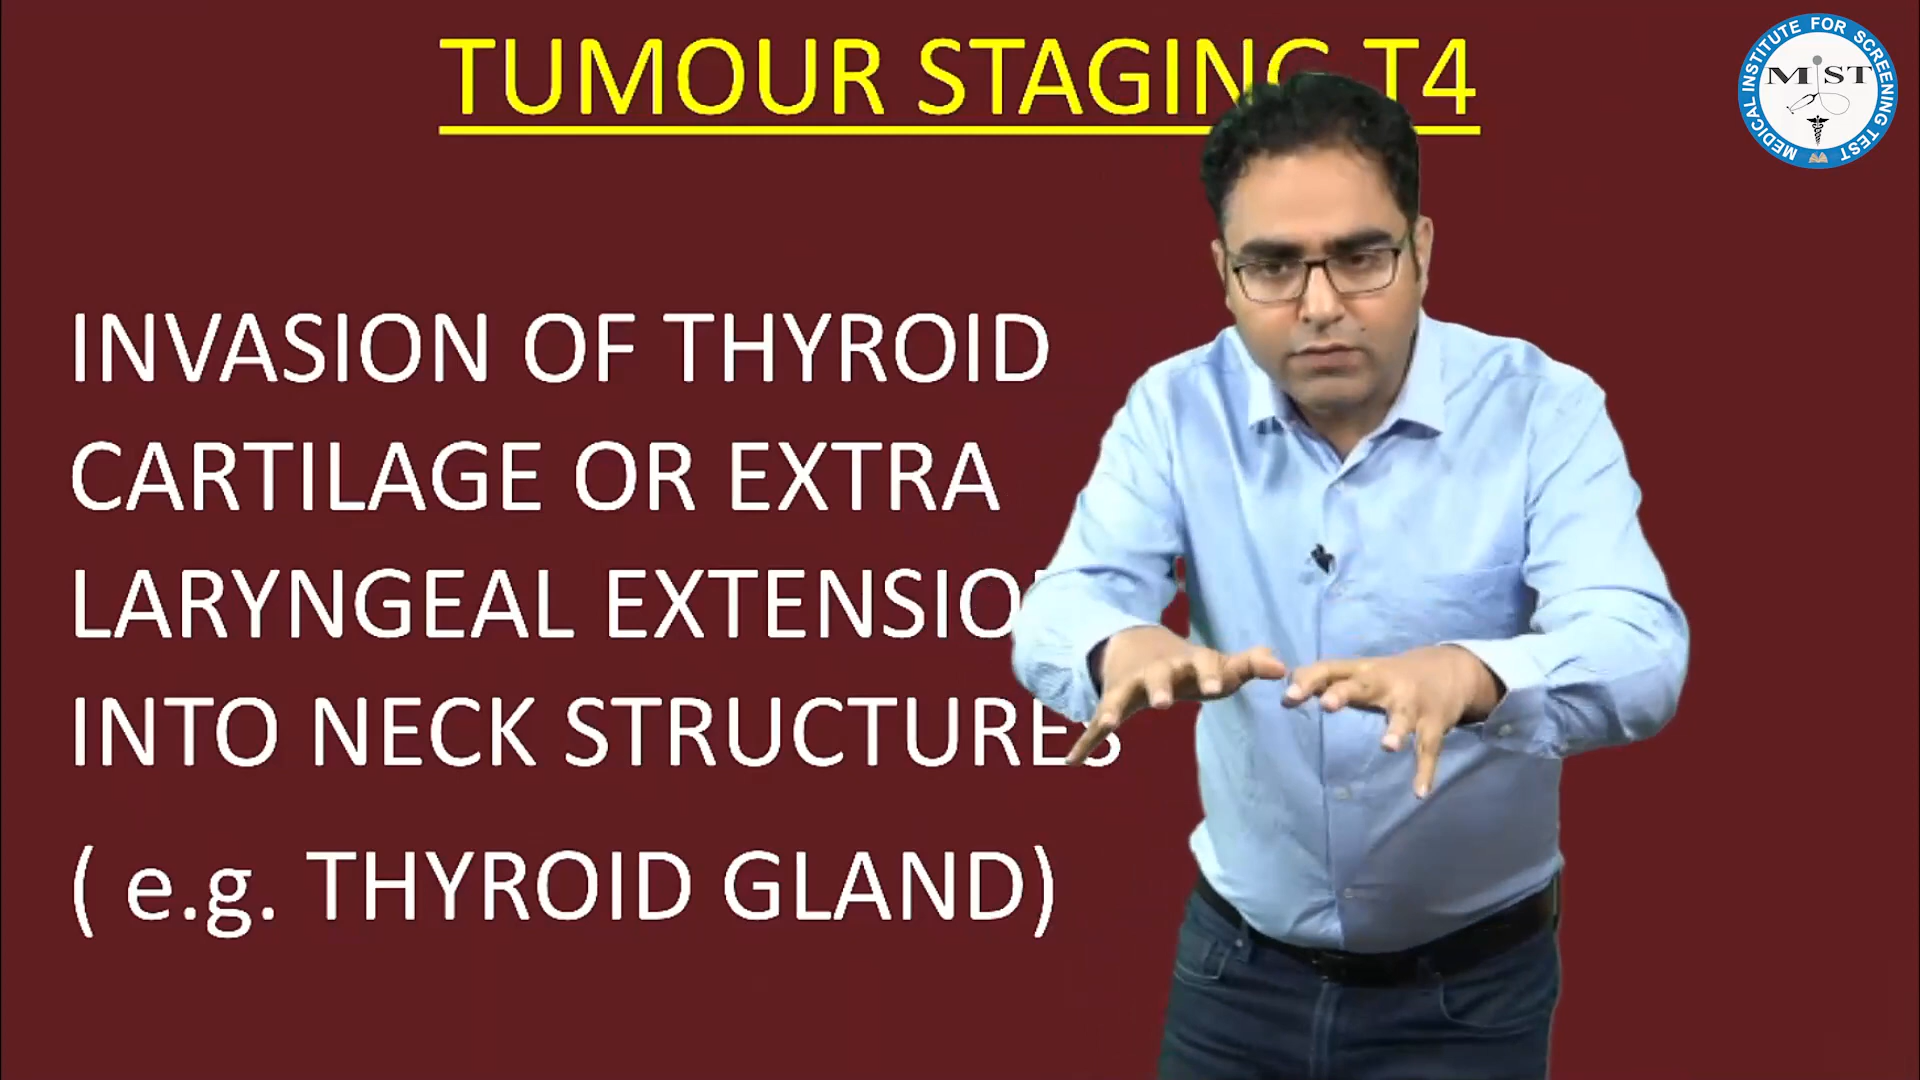 TUMOUR STAGING T4
MEDICAL INSTITUTE FOR SCREENING TEST
MIST
INVASION OF THYROID
CARTILAGE OR EXTRA
LARYNGEAL EXTENSION
INTO NECK STRUCTURES
( e.g. THYROID GLAND)